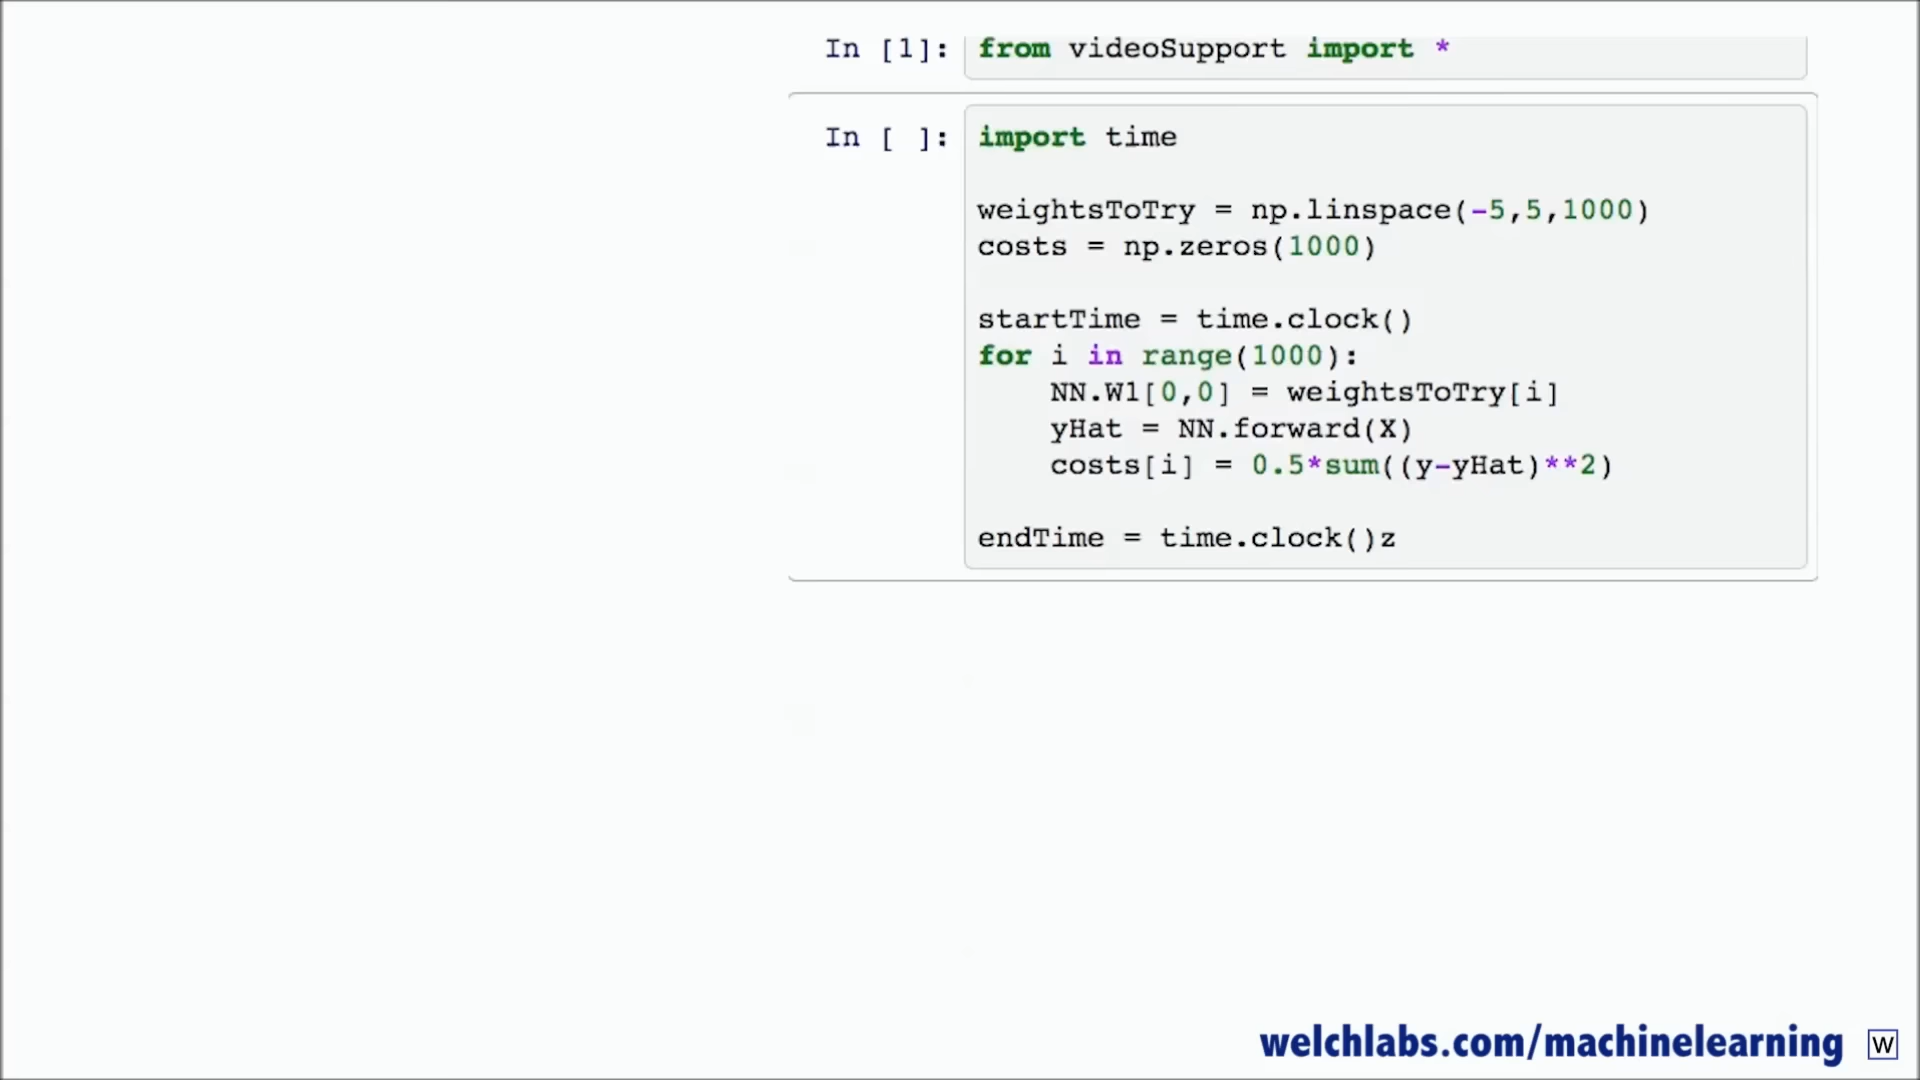 In [1]: from videoSupport import *
In [ ]: import time
weightsToTry = np.linspace(-5,5,1000)
costs = np.zeros(1000)
startTime = time.clock()
for i in range(1000):
    NN.W1[0,0] = weightsToTry[i]
    yHat = NN.forward(X)
    costs[i] = 0.5*sum((y-yHat)**2)
endTime = time.clock()z
welchlabs.com/machinelearning W